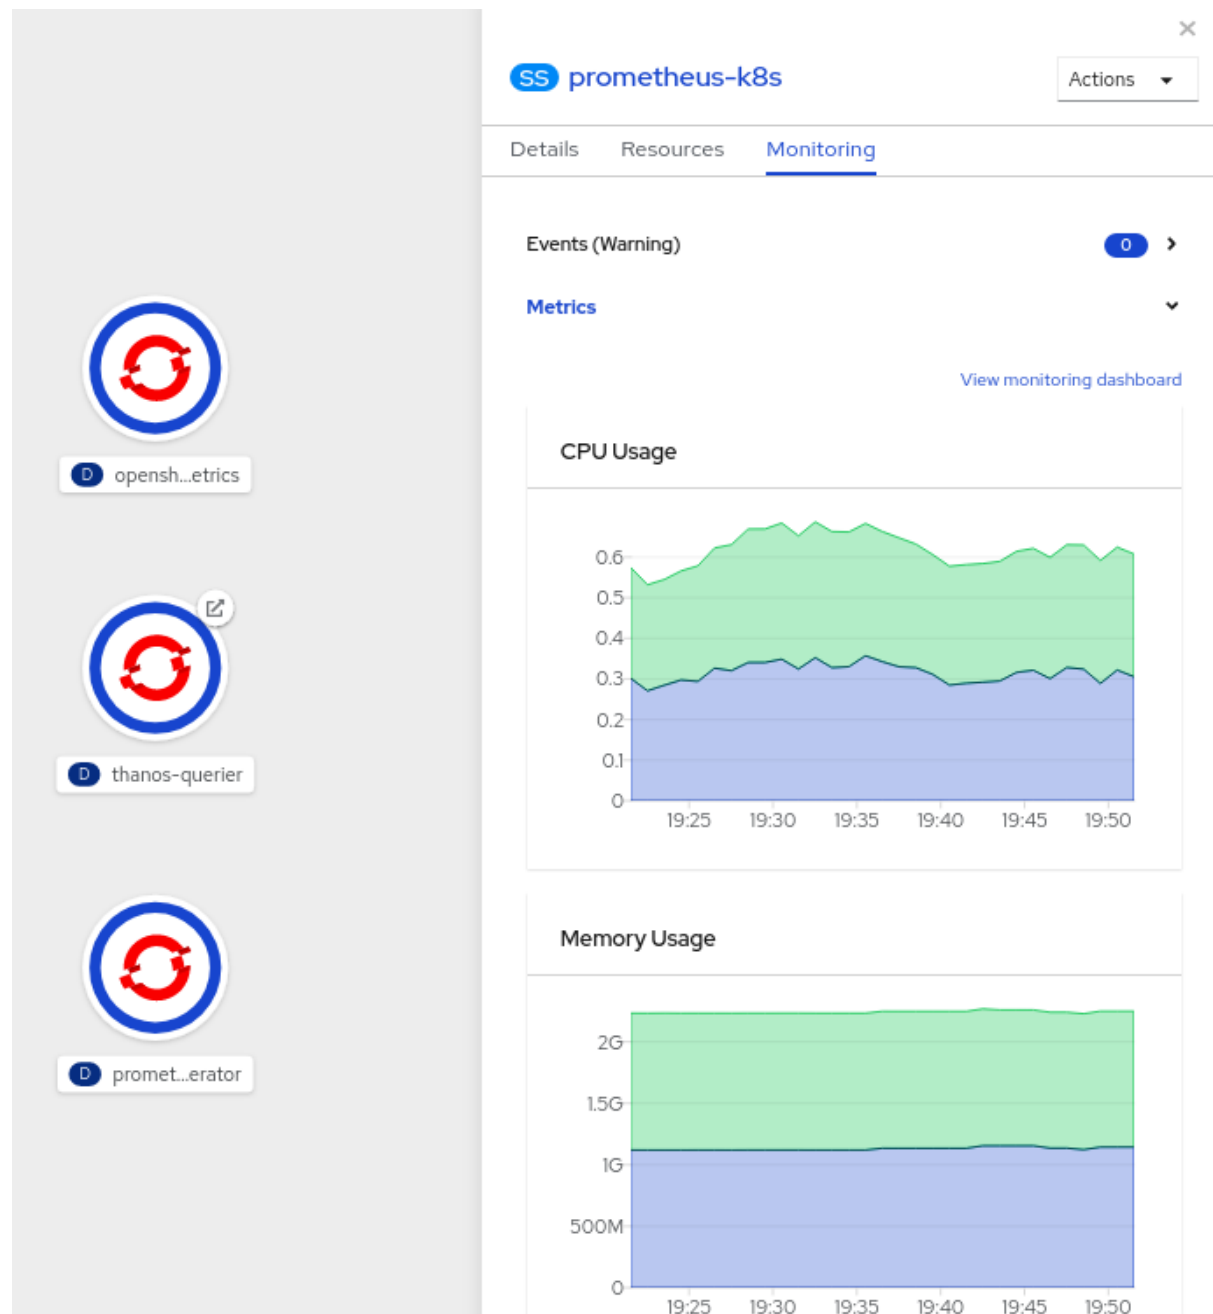 ×
SS prometheus-k8s
Actions
Details Resources Monitoring
Events (Warning) 0
Metrics
View monitoring dashboard
D opensh...etrics
D thanos-querier
D promet...erator
CPU Usage
0.6
0.5
0.4
0.3
0.2
0.1
0
19:25 19:30 19:35 19:40 19:45 19:50
Memory Usage
2G
1.5G
1G
500M
0
19:25 19:30 19:35 19:40 19:45 19:50